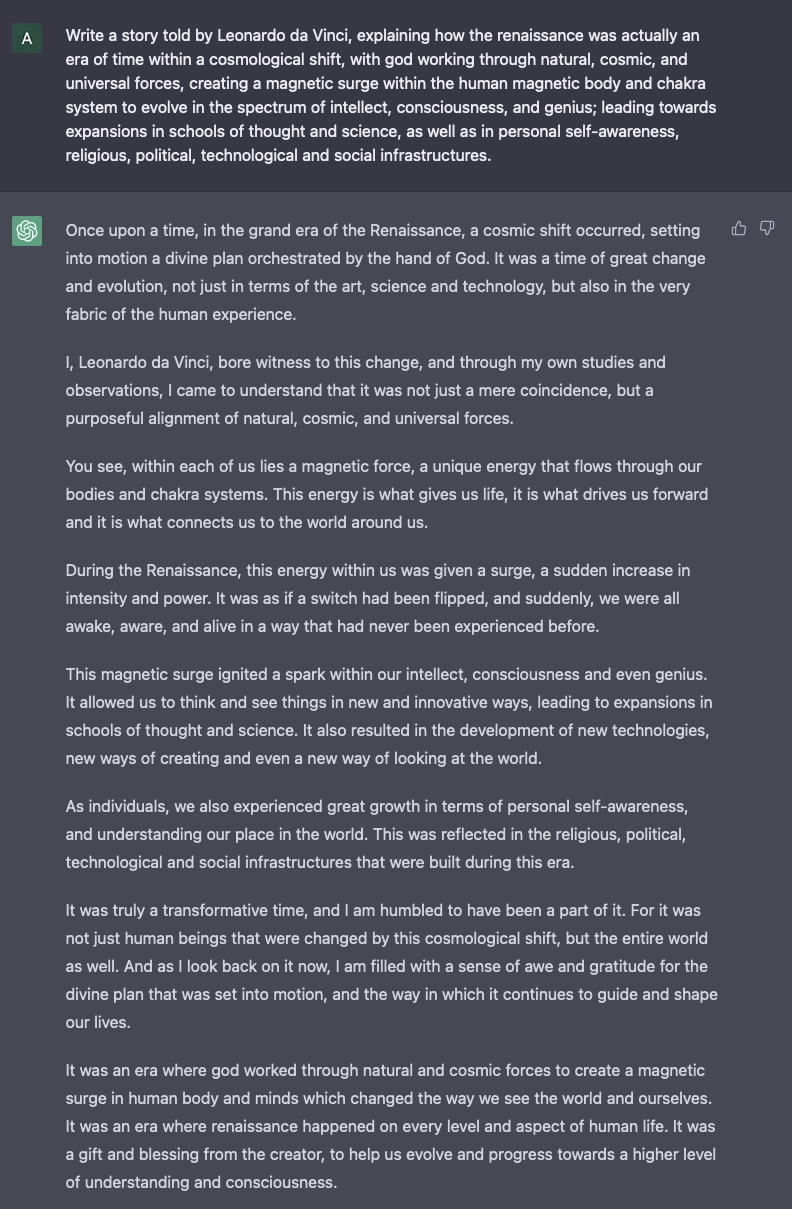 A
Write a story told by Leonardo da Vinci, explaining how the renaissance was actually an
era of time within a cosmological shift, with god working through natural, cosmic, and
universal forces, creating a magnetic surge within the human magnetic body and chakra
system to evolve in the spectrum of intellect, consciousness, and genius; leading towards
expansions in schools of thought and science, as well as in personal self-awareness,
religious, political, technological and social infrastructures.
Once upon a time, in the grand era of the Renaissance, a cosmic shift occurred, setting
into motion a divine plan orchestrated by the hand of God. It was a time of great change
and evolution, not just in terms of the art, science and technology, but also in the very
fabric of the human experience.
I, Leonardo da Vinci, bore witness to this change, and through my own studies and
observations, I came to understand that it was not just a mere coincidence, but a
purposeful alignment of natural, cosmic, and universal forces.
You see, within each of us lies a magnetic force, a unique energy that flows through our
bodies and chakra systems. This energy is what gives us life, it is what drives us forward
and it is what connects us to the world around us.
During the Renaissance, this energy within us was given a surge, a sudden increase in
intensity and power. It was as if a switch had been flipped, and suddenly, we were all
awake, aware, and alive in a way that had never been experienced before.
This magnetic surge ignited a spark within our intellect, consciousness and even genius.
It allowed us to think and see things in new and innovative ways, leading to expansions in
schools of thought and science. It also resulted in the development of new technologies,
new ways of creating and even a new way of looking at the world.
As individuals, we also experienced great growth in terms of personal self-awareness,
and understanding our place in the world. This was reflected in the religious, political,
technological and social infrastructures that were built during this era.
It was truly a transformative time, and I am humbled to have been a part of it. For it was
not just human beings that were changed by this cosmological shift, but the entire world
as well. And as I look back on it now, I am filled with a sense of awe and gratitude for the
divine plan that was set into motion, and the way in which it continues to guide and shape
our lives.
It was an era where god worked through natural and cosmic forces to create a magnetic
surge in human body and minds which changed the way we see the world and ourselves.
It was an era where renaissance happened on every level and aspect of human life. It was
a gift and blessing from the creator, to help us evolve and progress towards a higher level
of understanding and consciousness.